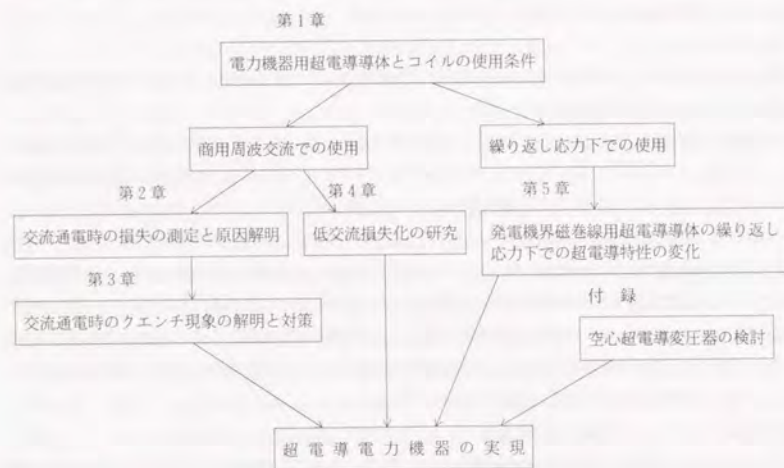 第1章
電力機器用超電導導体とコイルの使用条件
商用周波交流での使用
繰り返し応力下での使用
第2章
第4章
第5章
交流通電時の損失の測定と原因解明
低交流損失化の研究
発電機界磁巻線用超電導導体の繰り返し
応力下での超電導特性の変化
第3章
交流通電時のクエンチ現象の解明と対策
付録
空心超電導変圧器の検討
超電導電力機器の実現